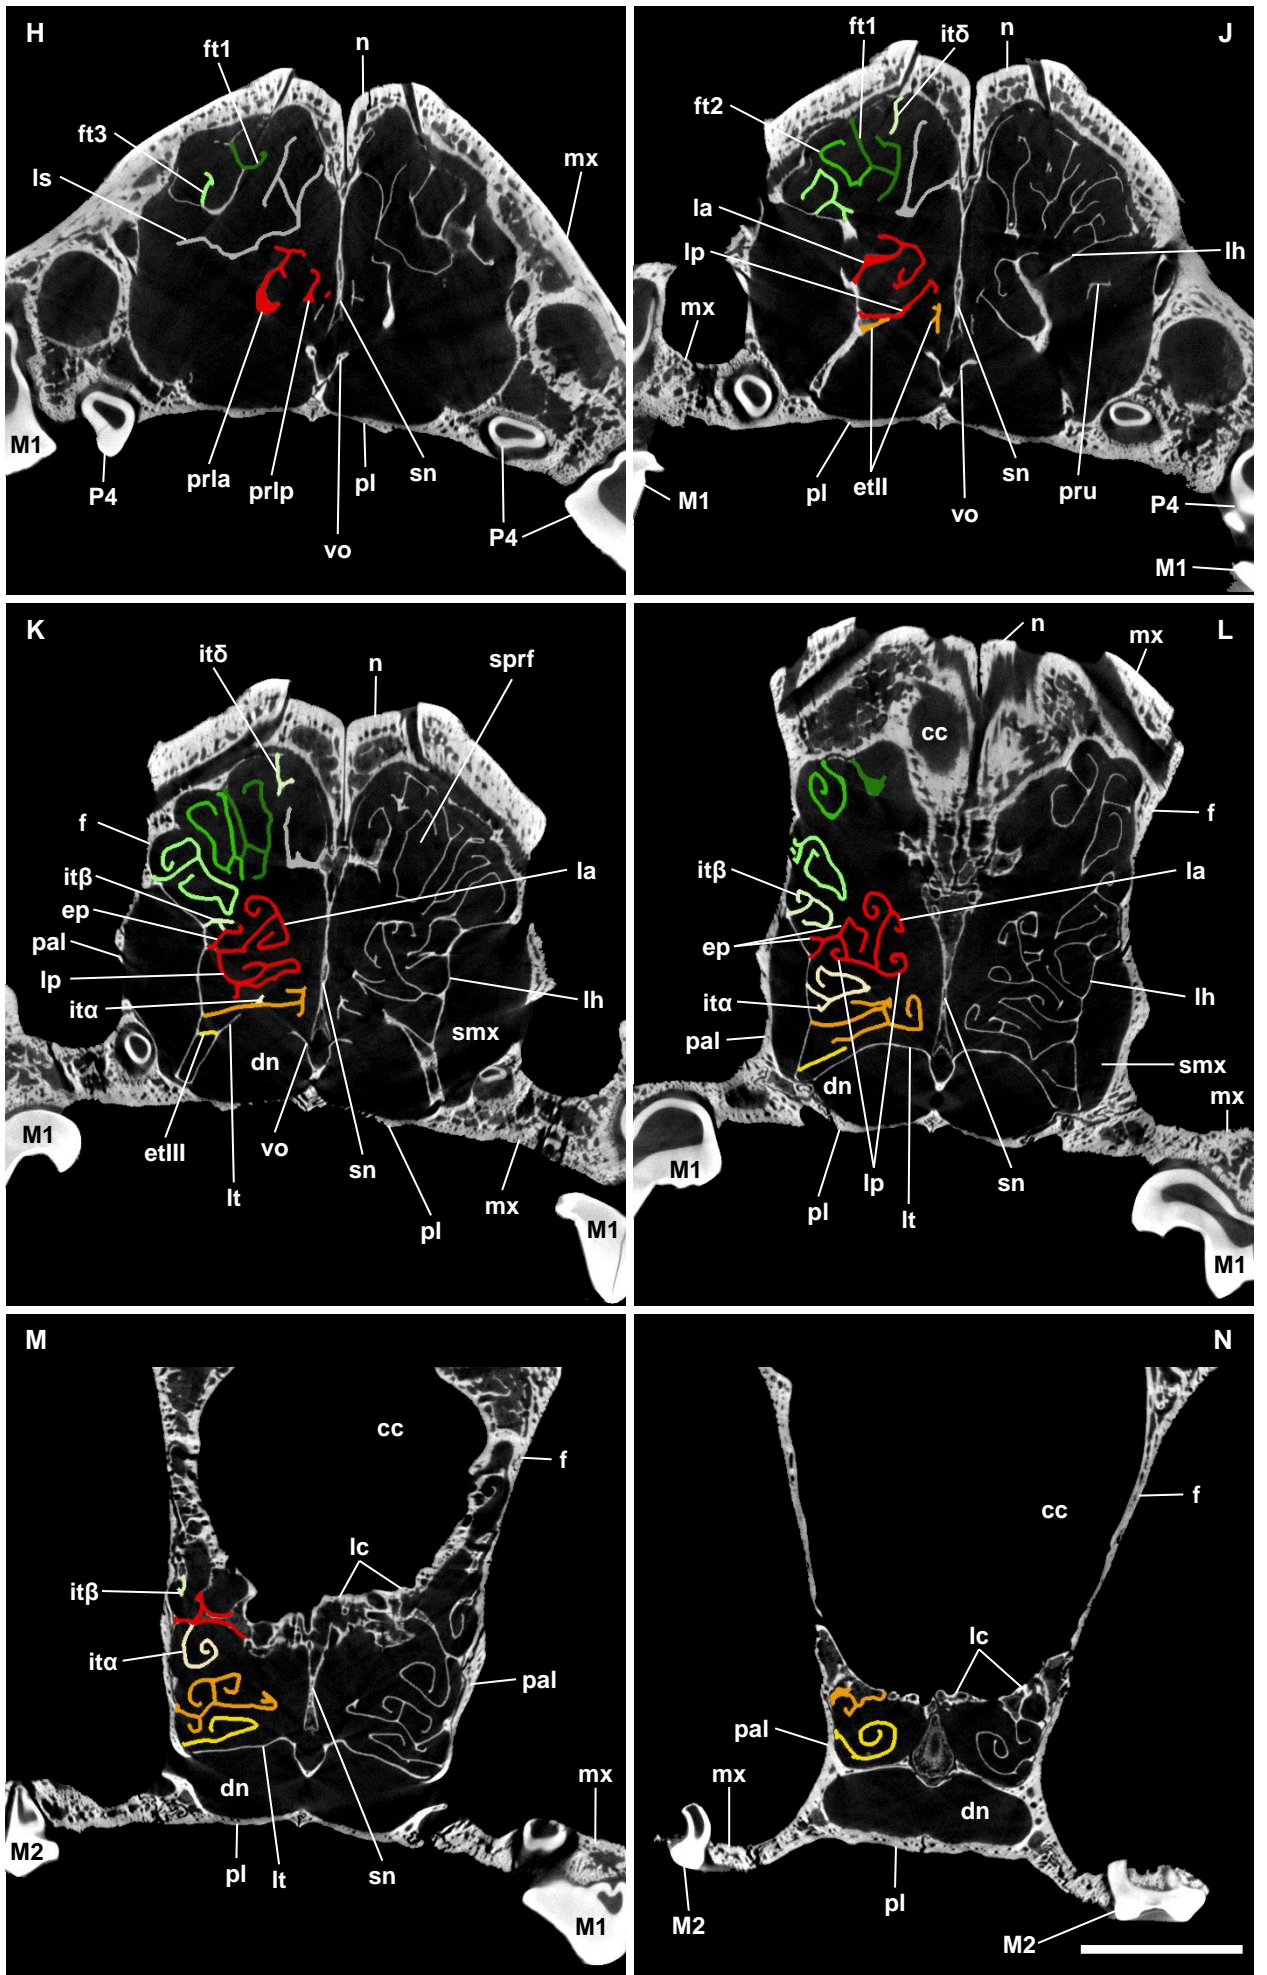 H
ft1
n
ft3
ls
mx
M1
P4
prla
prlp
pl
sn
P4
vo
J
ft1
itδ
n
ft2
la
lp
lh
mx
M1
pl
etII
vo
sn
pru
P4
M1
K
itδ
n
sprf
f
itβ
ep
pal
lp
itα
la
lh
smx
dn
M1
etIII
lt
vo
sn
mx
pl
M1
L
n
mx
cc
f
itβ
la
ep
itα
lh
pal
smx
dn
mx
M1
pl
lp
lt
sn
M1
M
cc
f
lc
itβ
itα
pal
dn
mx
M2
pl
lt
sn
M1
N
cc
f
lc
pal
mx
dn
M2
pl
M2